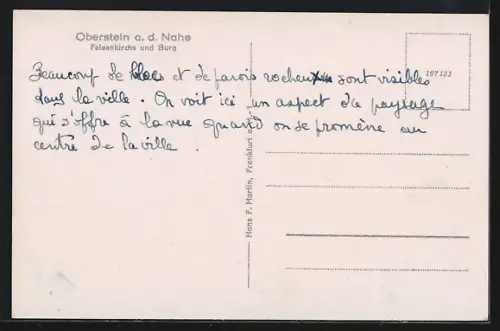 Oberstein a. d. Nahe
Felsenkirche und Burg
Beaucoup de blocs et de parois rocheux sont visibles
dans la ville. On voit ici un aspect du paysage
qui s'offre à la vue quand on se promène au
centre de la ville.
107121
Hans F. Martin, Frankfurt a. M.